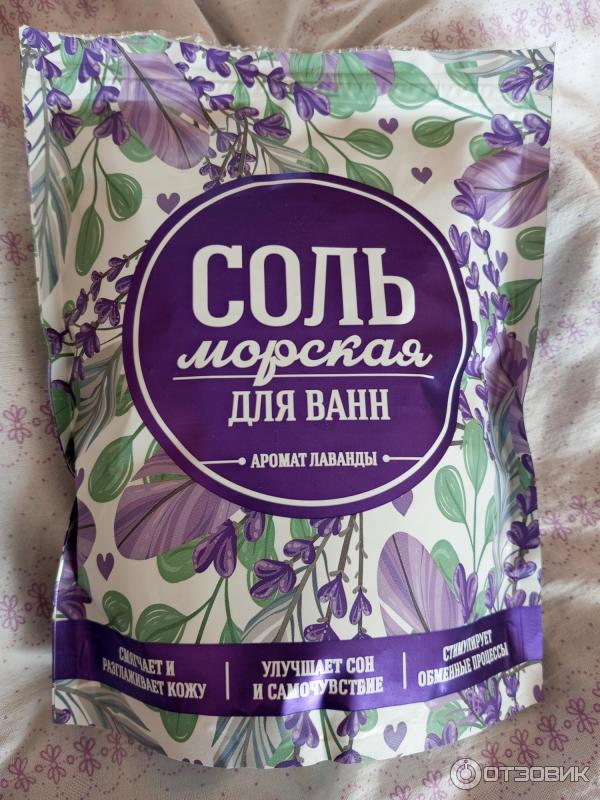 СОЛЬ
морская
ДЛЯ ВАНН
АРОМАТ ЛАВАНДЫ
СМЯГЧАЕТ И
РАЗГЛАЖИВАЕТ КОЖУ
УЛУЧШАЕТ СОН
И САМОЧУВСТВИЕ
СТИМУЛИРУЕТ
ОБМЕННЫЕ ПРОЦЕССЫ
ОТЗОВИК